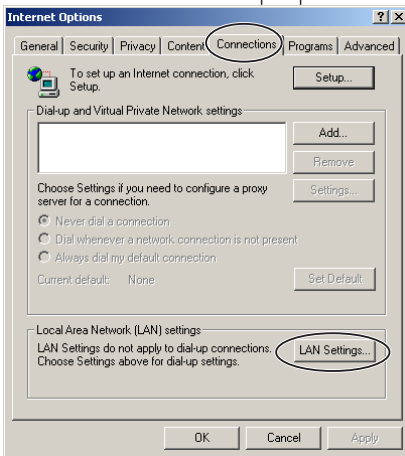 Internet Options
General Security Privacy Content Connections Programs Advanced
To set up an Internet connection, click
Setup.
Setup...
Dial-up and Virtual Private Network settings
Add...
Remove
Choose Settings if you need to configure a proxy
server for a connection.
Settings...
Never dial a connection
Dial whenever a network connection is not present
Always dial my default connection
Current default: None
Set Default
Local Area Network (LAN) settings
LAN Settings do not apply to dial-up connections.
Choose Settings above for dial-up settings.
LAN Settings...
OK Cancel Apply